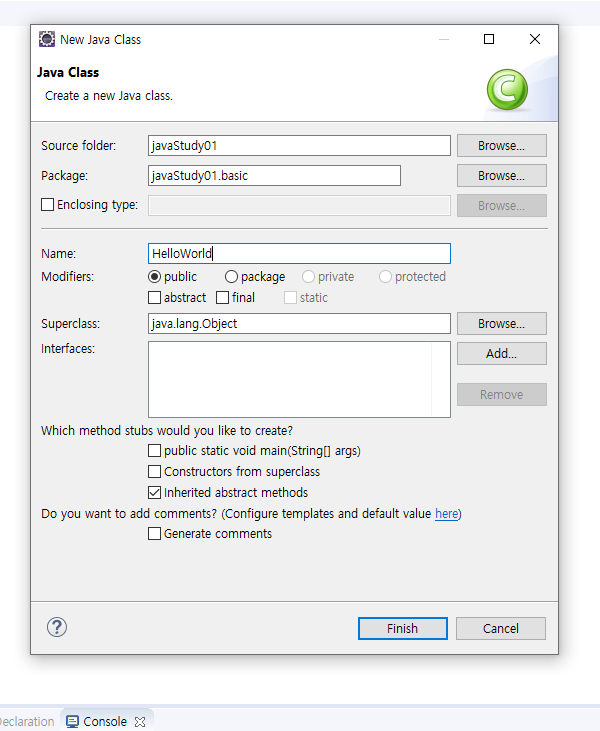 New Java Class
Java Class
Create a new Java class.
Source folder: javaStudy01 Browse...
Package: javaStudy01.basic Browse...
Enclosing type: Browse...
Name: HelloWorld
Modifiers: public package private protected
abstract final static
Superclass: java.lang.Object Browse...
Interfaces: Add...
Remove
Which method stubs would you like to create?
public static void main(String[] args)
Constructors from superclass
Inherited abstract methods
Do you want to add comments? (Configure templates and default value here)
Generate comments
? Finish Cancel
Declaration Console